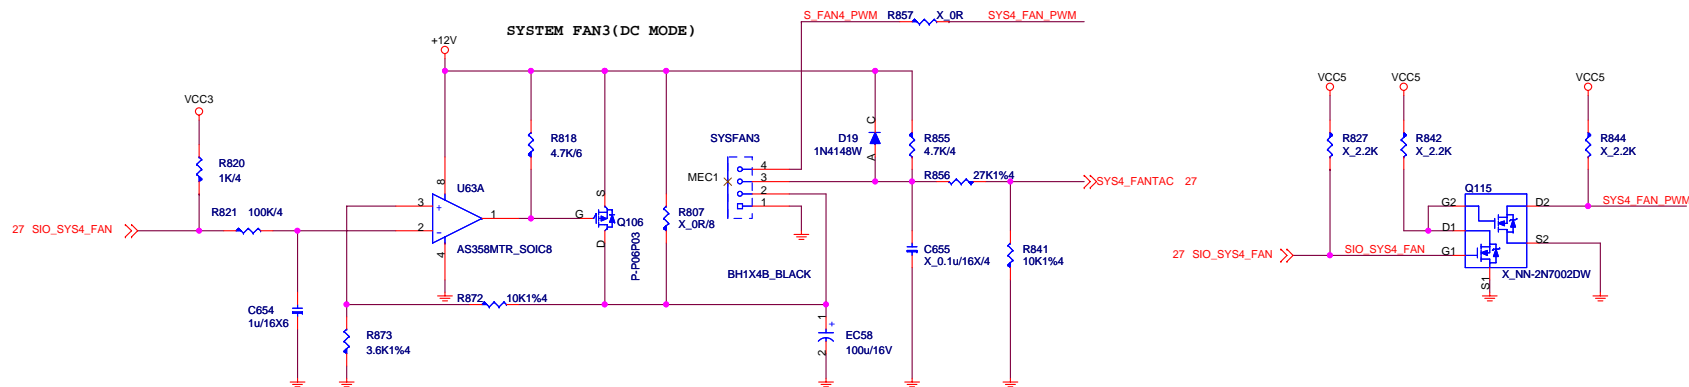 S_FAN4_PWM R857 X_0R SYS4_FAN_PWM
SYSTEM FAN3(DC MODE)
+12V
VCC3
VCC5
VCC5
VCC5
R820
1K/4
R818
4.7K/6
SYSFAN3
D19
1N4148W
C
A
R855
4.7K/4
R827
X_2.2K
R842
X_2.2K
R844
X_2.2K
MEC1
4
3
2
1
R856 27K1%4
SYS4_FANTAC 27
U63A
8
3
+
2
-
1
4
AS358MTR_SOIC8
R821 100K/4
27 SIO_SYS4_FAN
S
G
D
Q106
P-P06P03
R807
X_0R/8
Q115
G2
D1
G1
D2
S2
S1
SYS4_FAN_PWM
27 SIO_SYS4_FAN
SIO_SYS4_FAN
X_NN-2N7002DW
C655
X_0.1u/16X/4
R841
10K1%4
BH1X4B_BLACK
R872 10K1%4
C654
1u/16X6
R873
3.6K1%4
1
+
2
EC58
100u/16V